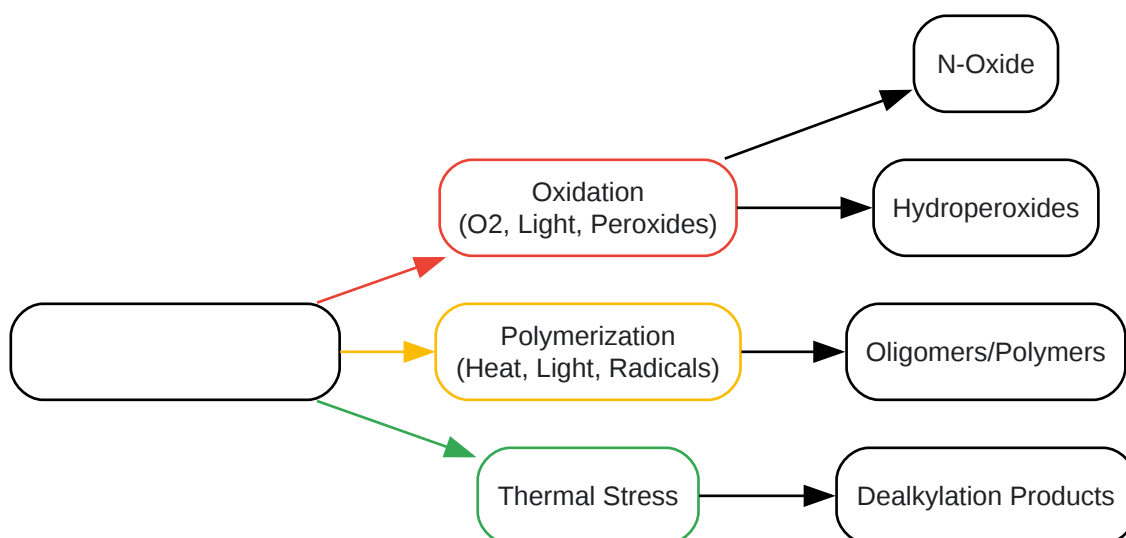 N-Oxide
Oxidation
(O2, Light, Peroxides)
Hydroperoxides
Polymerization
(Heat, Light, Radicals)
Oligomers/Polymers
Thermal Stress
Dealkylation Products